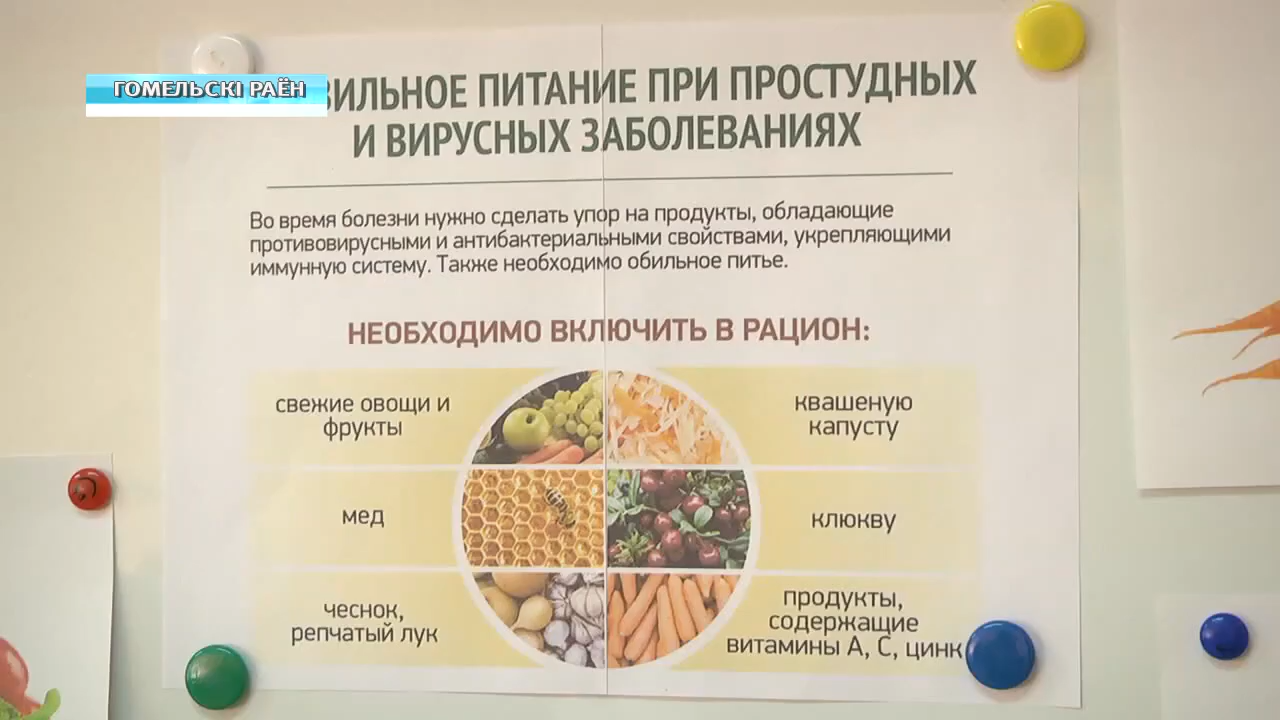 ГОМЕЛЬСКІ РАЁН
ВИЛЬНОЕ ПИТАНИЕ ПРИ ПРОСТУДНЫХ
И ВИРУСНЫХ ЗАБОЛЕВАНИЯХ
Во время болезни нужно сделать упор на продукты, обладающие
противовирусными и антибактериальными свойствами, укрепляющими
иммунную систему. Также необходимо обильное питье.
НЕОБХОДИМО ВКЛЮЧИТЬ В РАЦИОН:
свежие овощи и
фрукты
квашеную
капусту
мед
клюкву
чеснок,
репчатый лук
продукты,
содержащие
витамины А, С, цинк